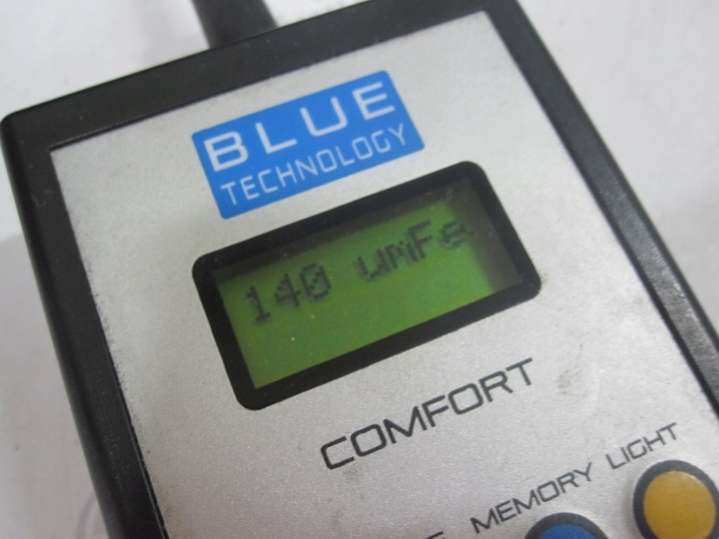 BLUE
TECHNOLOGY
140 umFe
COMFORT
MEMORY LIGHT